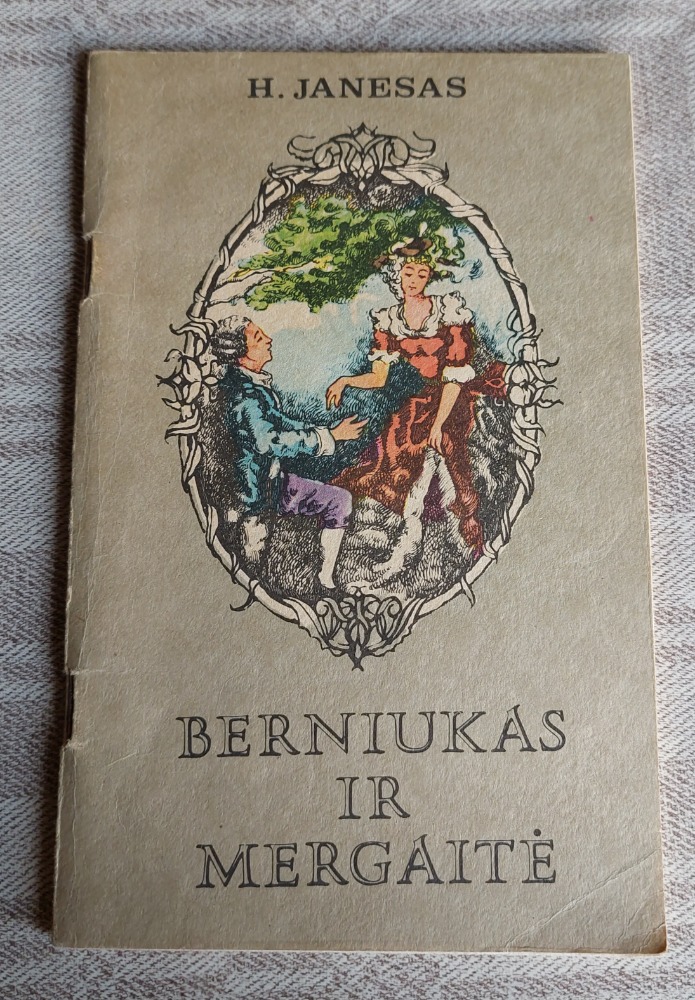 H. JANESAS
BERNIUKAS
IR
MERGAITĖ